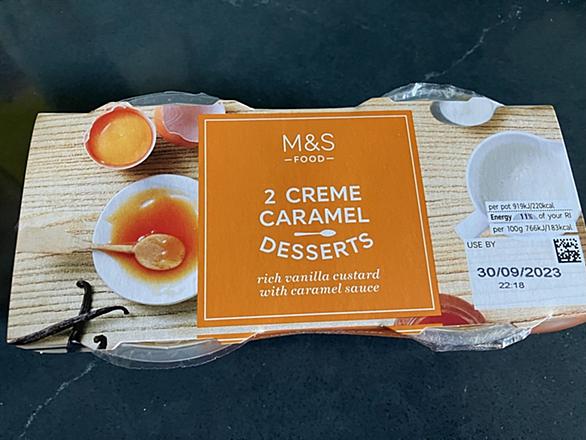 M&S
FOOD
2 CREME
CARAMEL
DESSERTS
rich vanilla custard
with caramel sauce
per pot 919kJ/220kcal
Energy 11% of your RI
per 100g 766kJ/183kcal
USE BY
30/09/2023
22:18